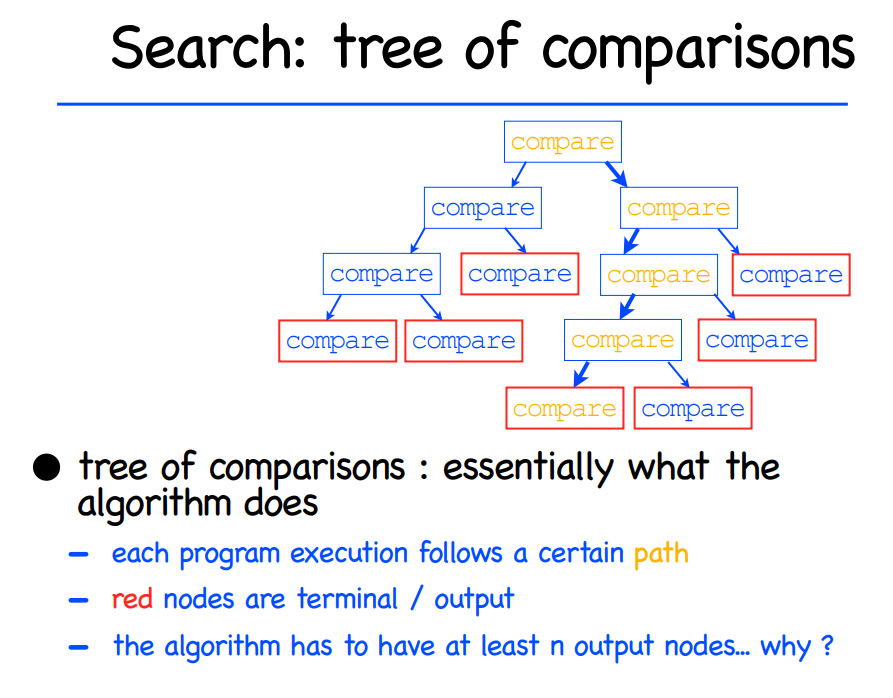 Search: tree of comparisons
compare
compare compare
compare compare compare compare
compare compare compare compare
compare compare
● tree of comparisons : essentially what the
algorithm does
– each program execution follows a certain path
– red nodes are terminal / output
– the algorithm has to have at least n output nodes... why ?